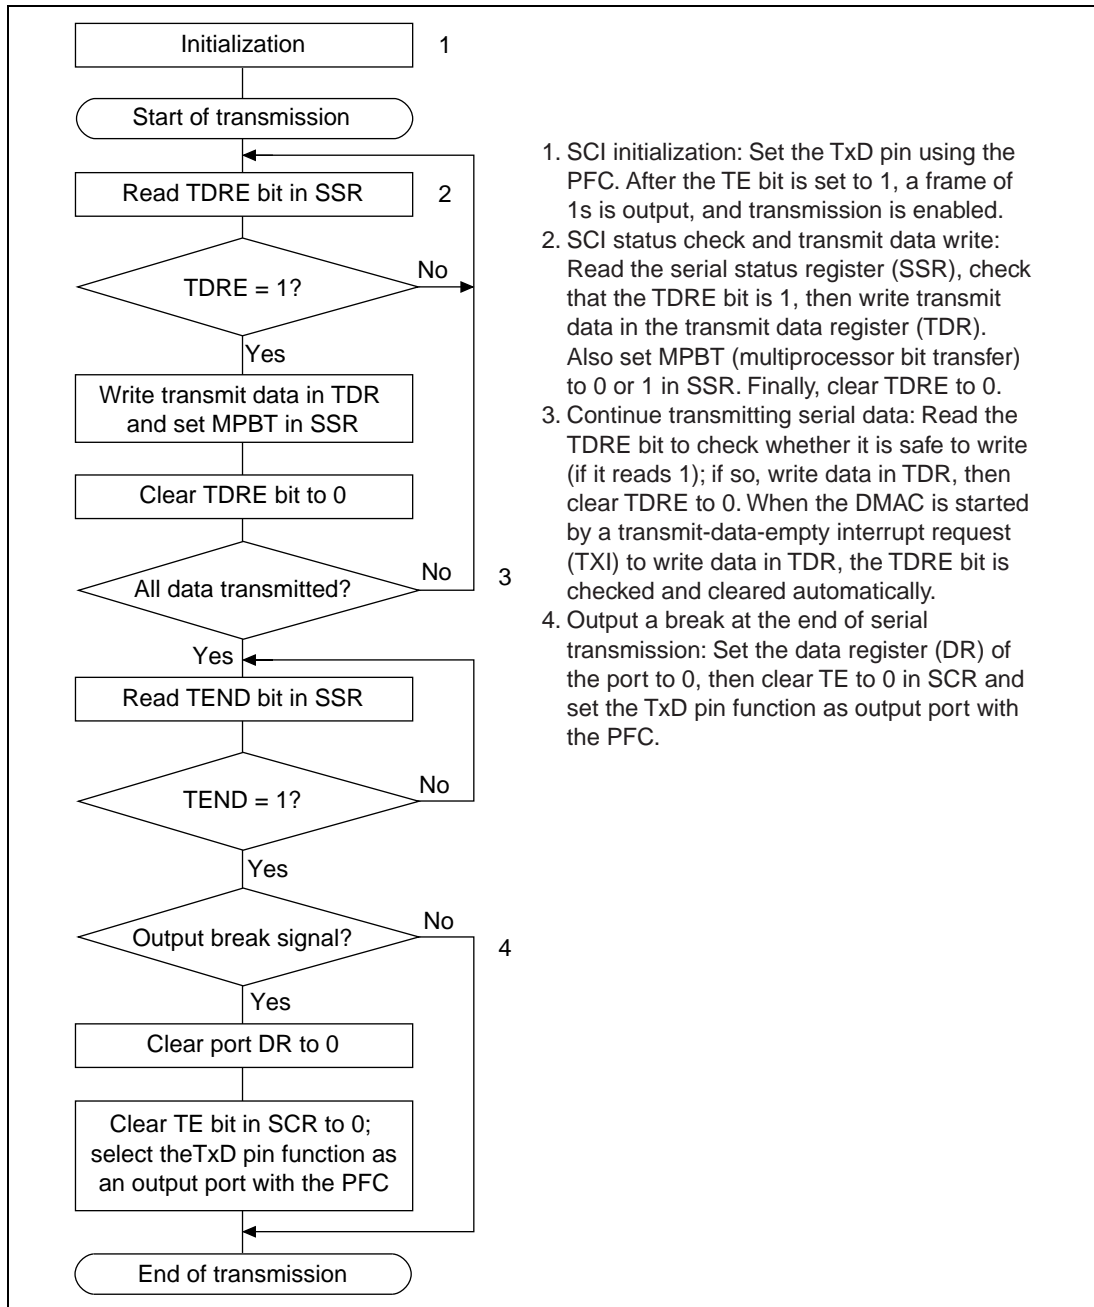 Initialization
1
Start of transmission
Read TDRE bit in SSR
2
TDRE = 1?
No
Yes
Write transmit data in TDR
and set MPBT in SSR
Clear TDRE bit to 0
All data transmitted?
No
3
Yes
Read TEND bit in SSR
TEND = 1?
No
Yes
Output break signal?
No
4
Yes
Clear port DR to 0
Clear TE bit in SCR to 0;
select theTxD pin function as
an output port with the PFC
End of transmission
1. SCI initialization: Set the TxD pin using the
PFC. After the TE bit is set to 1, a frame of
1s is output, and transmission is enabled.
2. SCI status check and transmit data write:
Read the serial status register (SSR), check
that the TDRE bit is 1, then write transmit
data in the transmit data register (TDR).
Also set MPBT (multiprocessor bit transfer)
to 0 or 1 in SSR. Finally, clear TDRE to 0.
3. Continue transmitting serial data: Read the
TDRE bit to check whether it is safe to write
(if it reads 1); if so, write data in TDR, then
clear TDRE to 0. When the DMAC is started
by a transmit-data-empty interrupt request
(TXI) to write data in TDR, the TDRE bit is
checked and cleared automatically.
4. Output a break at the end of serial
transmission: Set the data register (DR) of
the port to 0, then clear TE to 0 in SCR and
set the TxD pin function as output port with
the PFC.